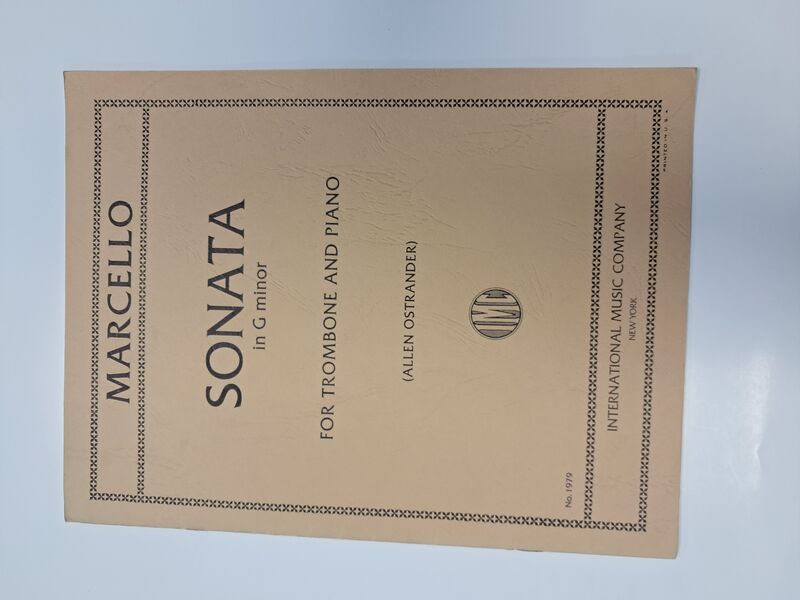 MARCELLO
SONATA
in G minor
FOR TROMBONE AND PIANO
(ALLEN OSTRANDER)
IMC
No. 1979
INTERNATIONAL MUSIC COMPANY
NEW YORK
PRINTED IN U. S. A.